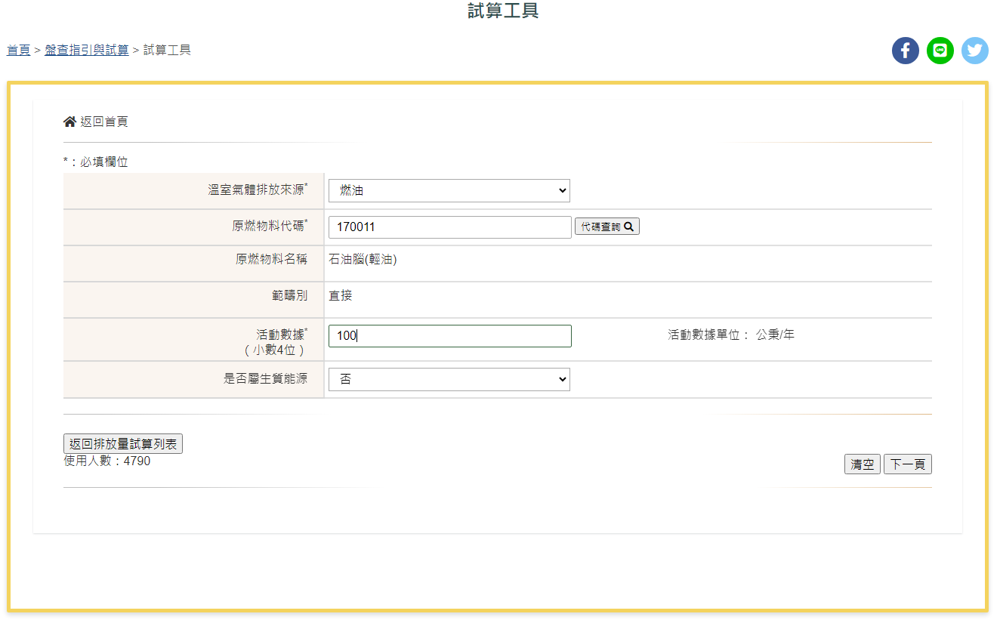 試算工具
首頁 > 盤查指引與試算 > 試算工具
返回首頁
*：必填欄位
溫室氣體排放來源* 燃油
原燃物料代碼* 170011 代碼查詢
原燃物料名稱 石油腦(輕油)
範疇別 直接
活動數據* 100 活動數據單位： 公秉/年
（小數4位）
是否屬生質能源 否
返回排放量試算列表
使用人數：4790
清空 下一頁